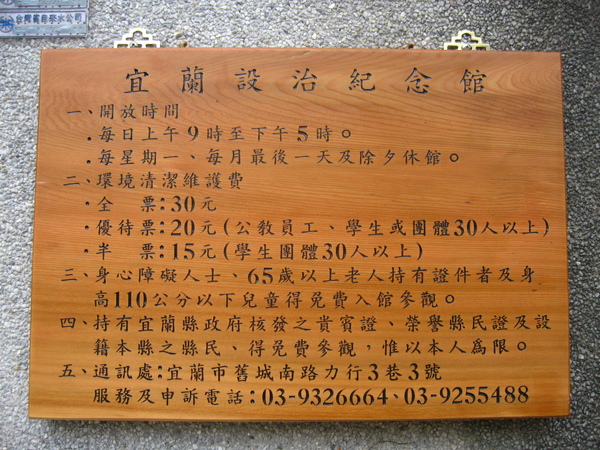 台灣省自來水公司
宜蘭設治紀念館
一、開放時間
．每日上午9時至下午5時。
．每星期一、每月最後一天及除夕休館。
二、環境清潔維護費
．全　票：30元
．優待票：20元（公教員工、學生或團體30人以上）
．半　票：15元（學生團體30人以上）
三、身心障礙人士、65歲以上老人持有證件者及身
高110公分以下兒童得免費入館參觀。
四、持有宜蘭縣政府核發之貴賓證、榮譽縣民證及設
籍本縣之縣民、得免費參觀，惟以本人為限。
五、通訊處：宜蘭市舊城南路力行3巷3號
服務及申訴電話：03-9326664、03-9255488